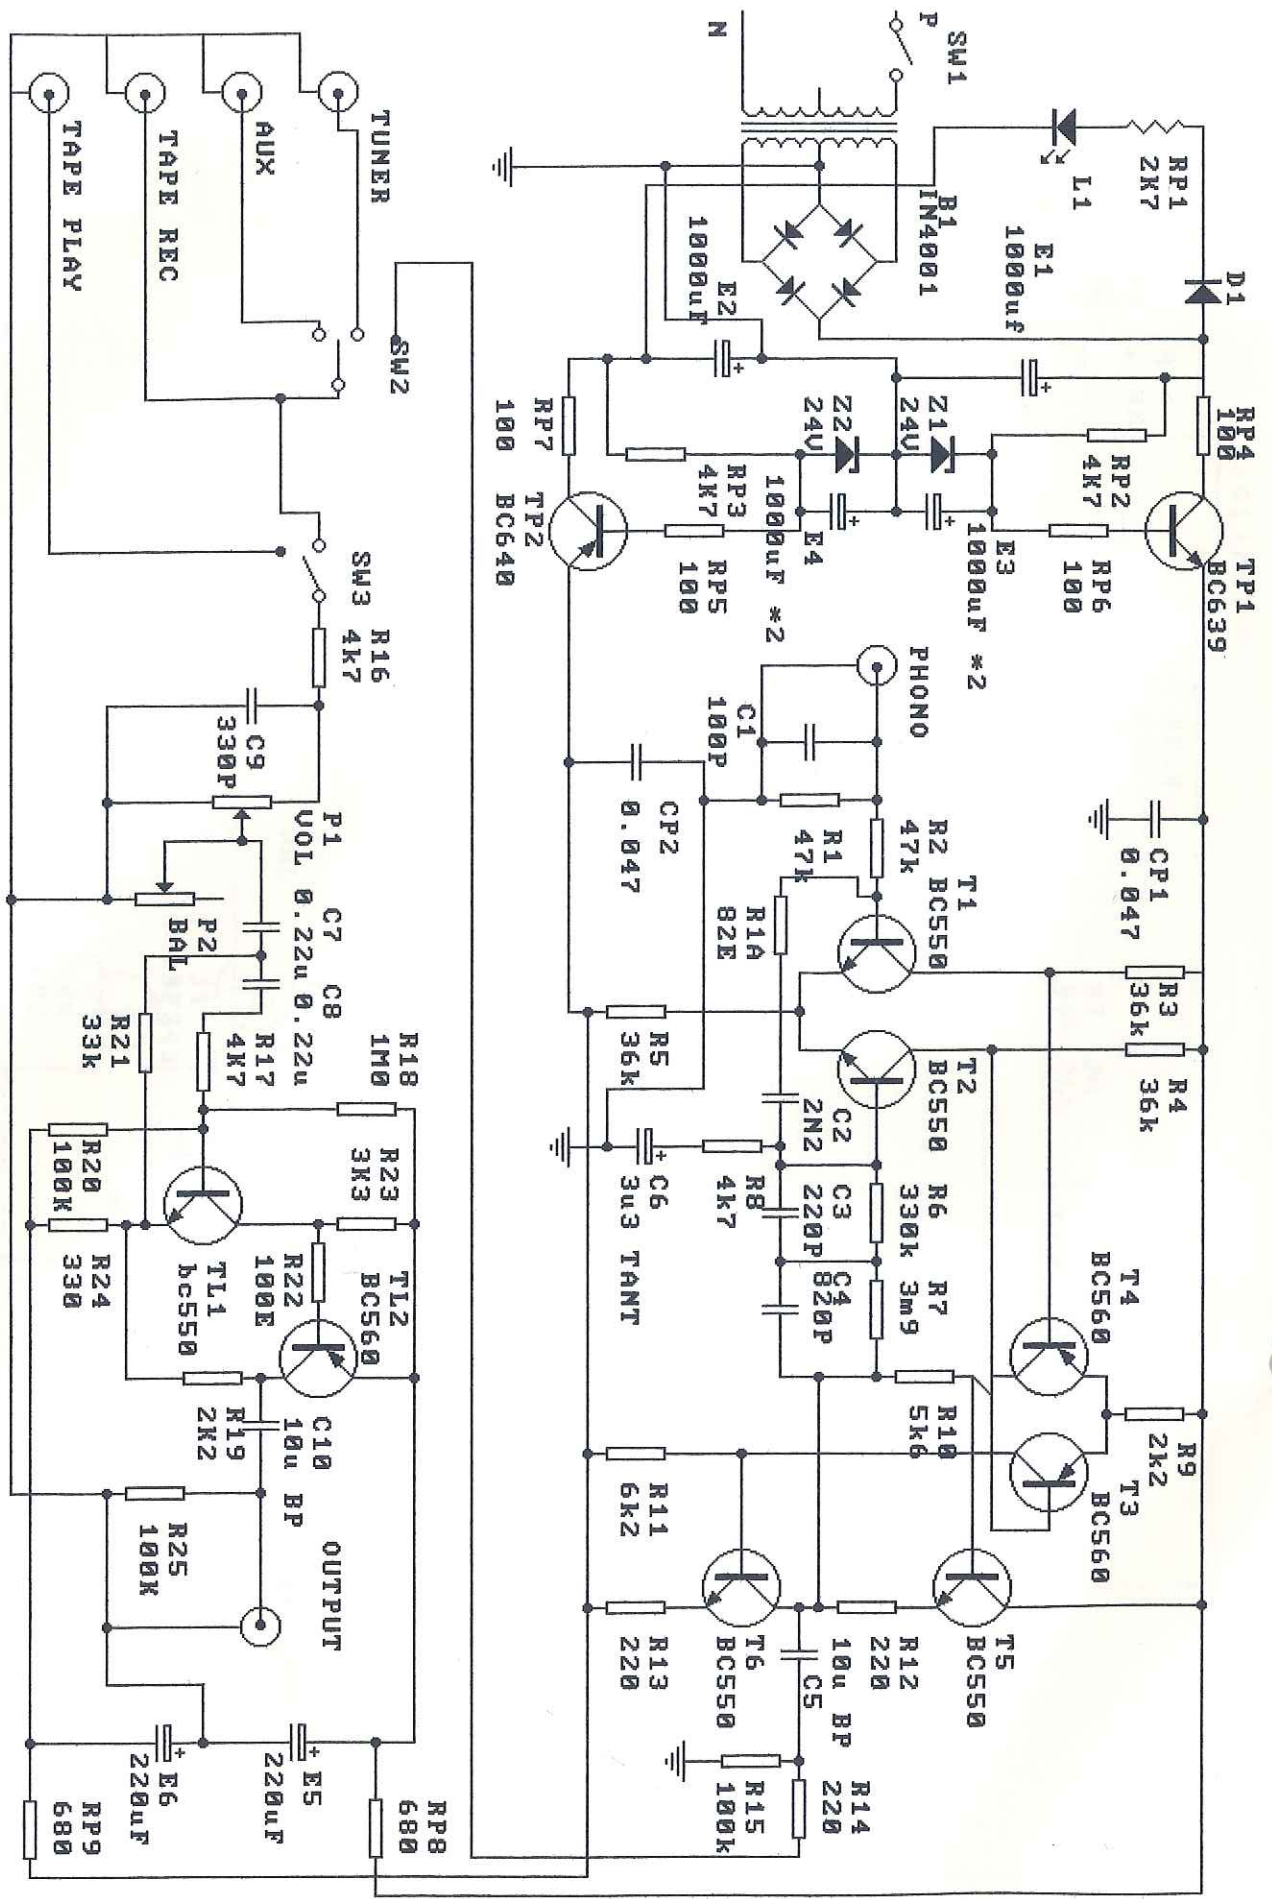 D1
RP4
100
TP1
BC639
RP1
2K7
L1
E1
1000uf
RP2
4K7
RP6
100
CP1
0.047
R3
36k
R4
36k
R9
2k2
T4
BC560
T3
BC560
P
SW1
N
B1
IN4001
Z1
24V
E3
1000uF *2
Z2
24V
E4
1000uF *2
E2
1000uF
RP3
4K7
RP5
100
RP7
100
TP2
BC640
PHONO
C1
100P
R1
47k
R2
47k
T1
BC550
T2
BC550
R1A
82E
R5
36k
CP2
0.047
C2
2N2
C3
220P
C4
820P
R6
330k
R7
3m9
R8
4k7
C6
3u3 TANT
R10
5k6
R11
6k2
T5
BC550
R12
220
T6
BC550
R13
220
C5
10u BP
R14
220
R15
100k
TUNER
AUX
TAPE REC
TAPE PLAY
SW2
SW3
R16
4k7
C9
330P
P1
VOL
P2
BAL
C7
0.22u
C8
0.22u
R21
33k
R17
4K7
R18
1M0
R23
3K3
R20
100K
R24
330
TL1
bc550
R22
100E
TL2
BC560
R19
2K2
C10
10u BP
R25
100K
OUTPUT
E5
220uF
E6
220uF
RP8
680
RP9
680